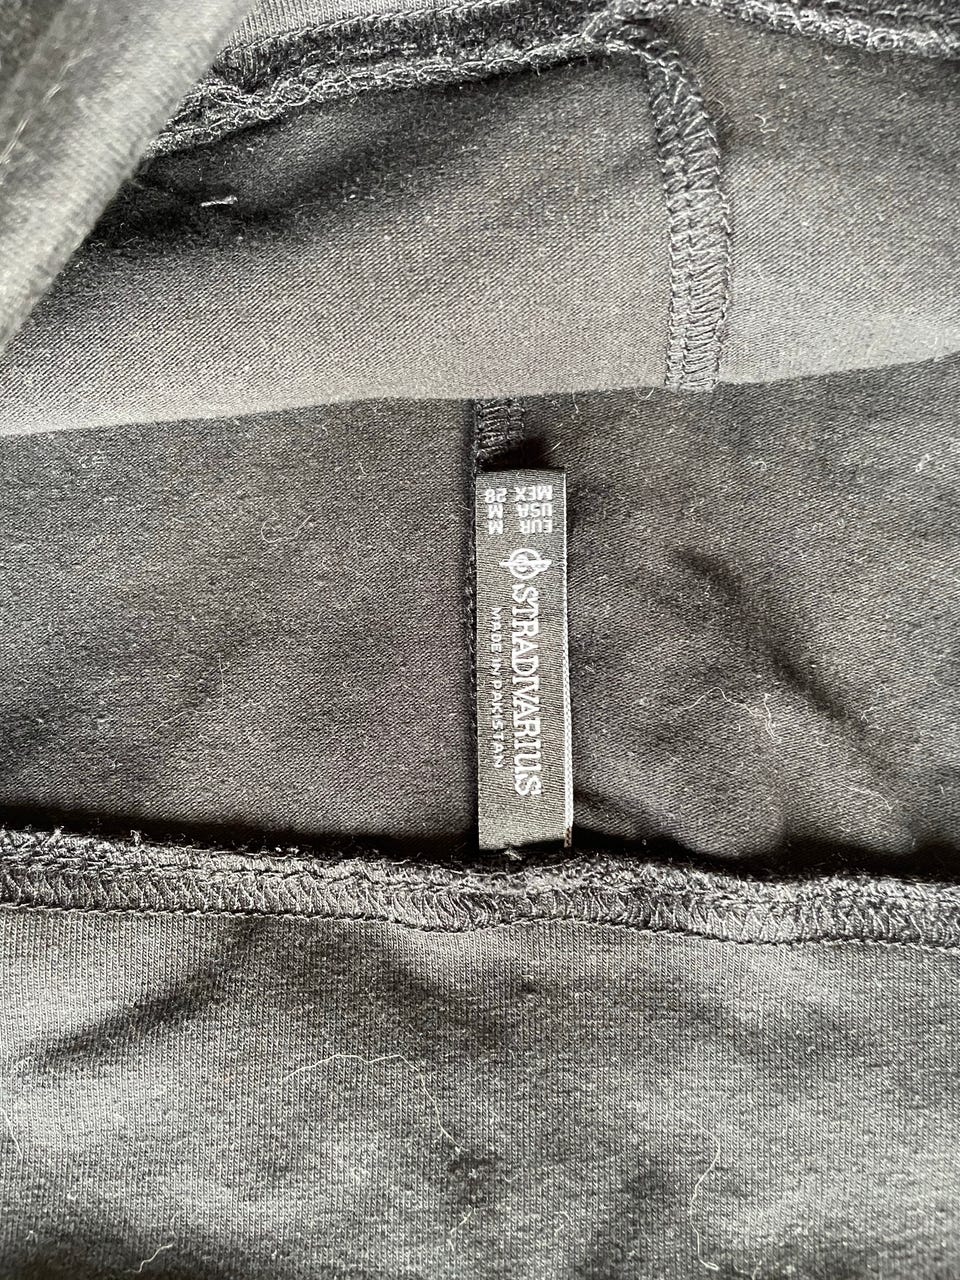 EUR M
USA M
MEX 28
STRADIVARIUS
MADE IN PAKISTAN